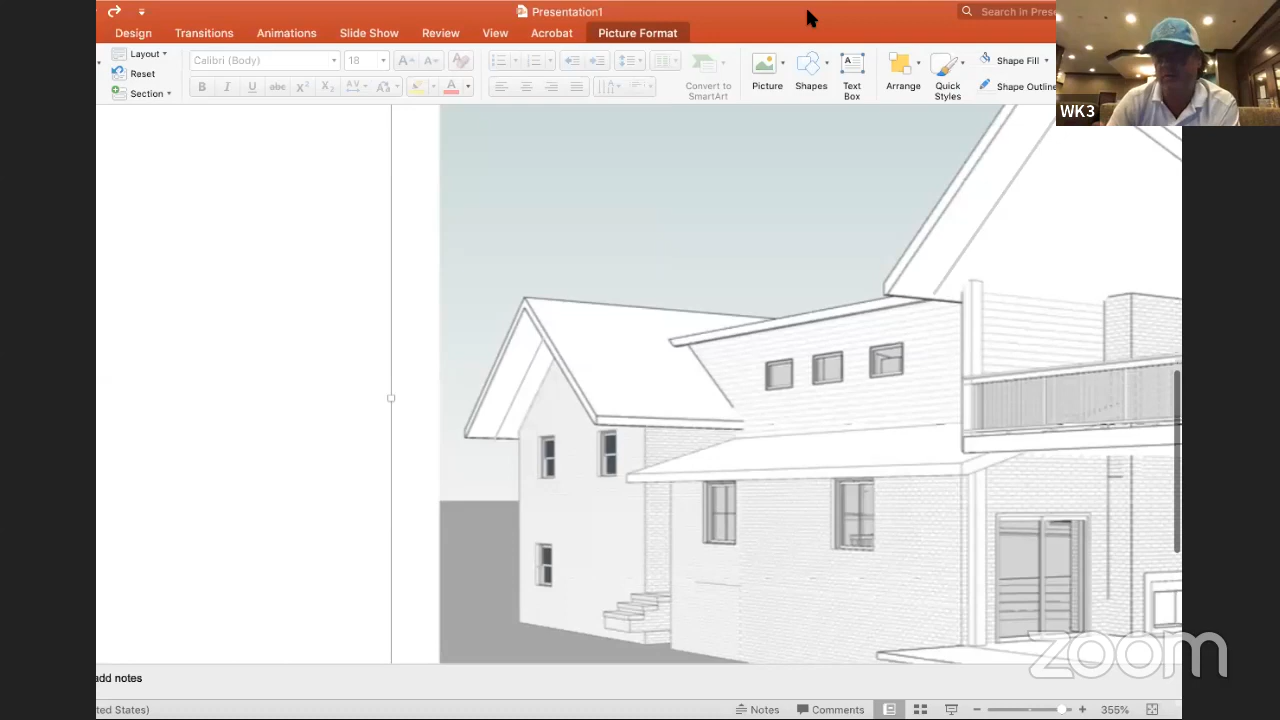 Presentation1
Search in Prese
Design Transitions Animations Slide Show Review View Acrobat Picture Format
Layout
Reset
Section
Calibri (Body) 18
Convert to
SmartArt
Picture
Shapes
Text
Box
Arrange
Quick
Styles
Shape Fill
Shape Outline
WK3
zoom
add notes
ted States) Notes Comments 355%